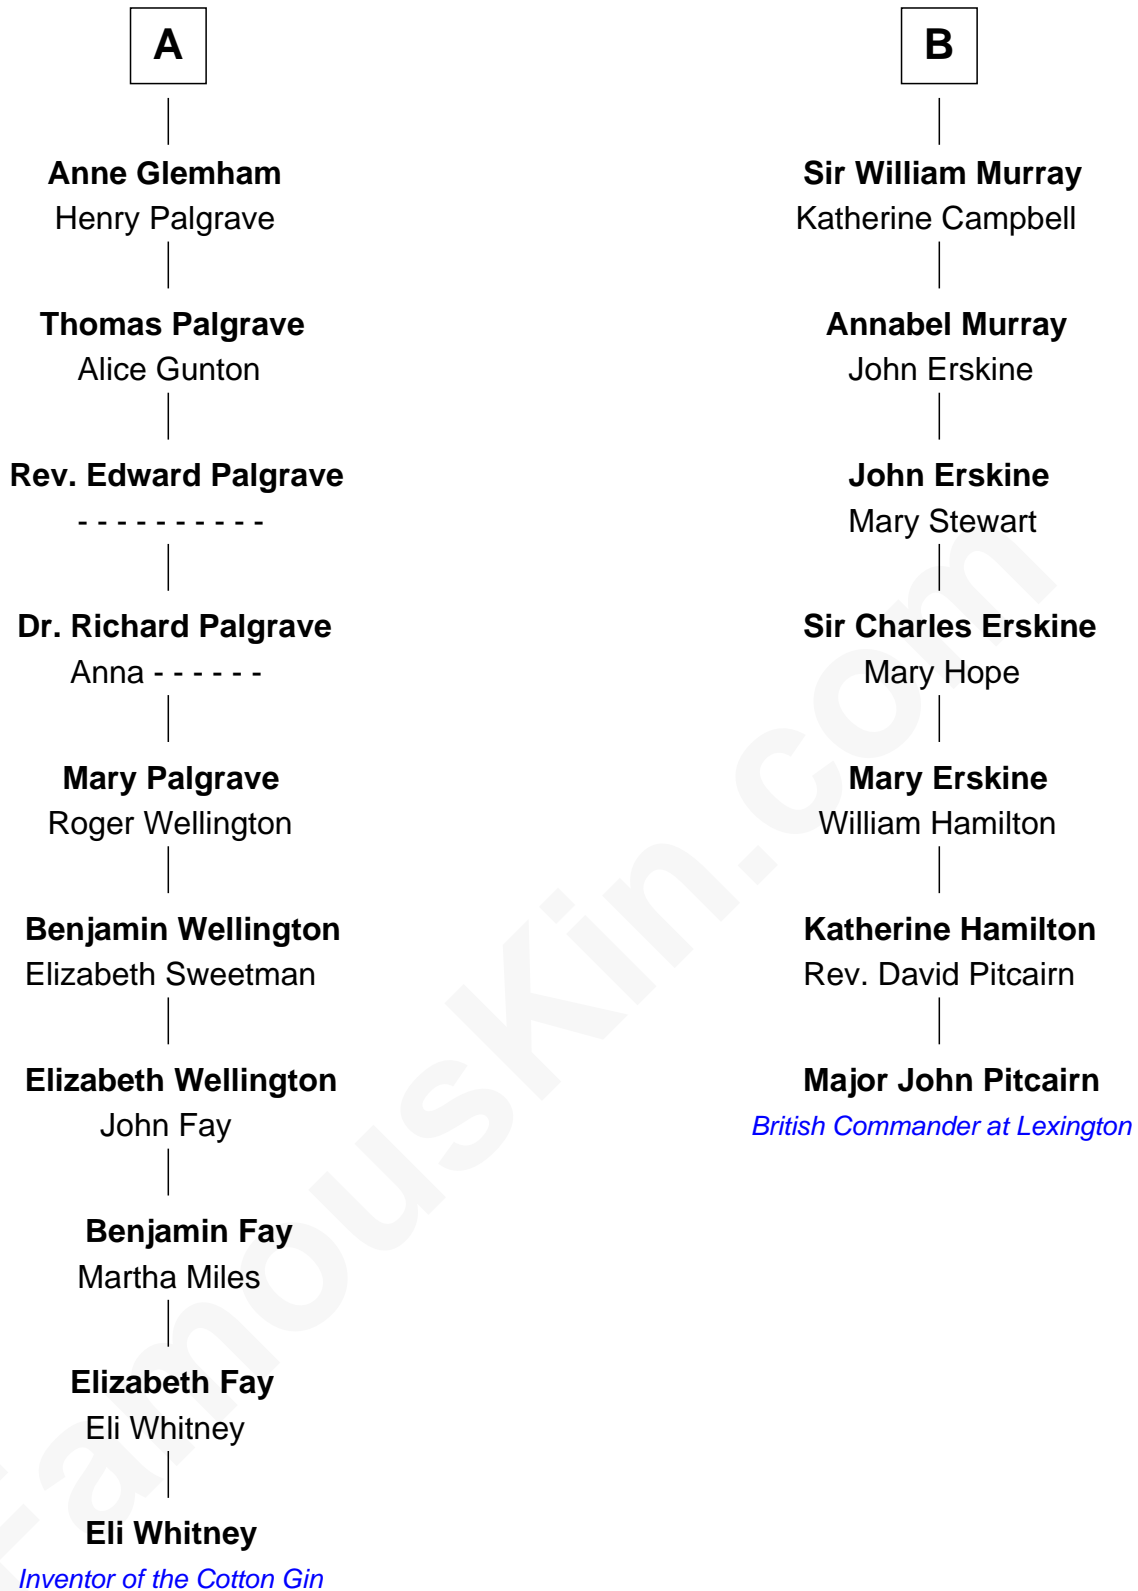 A
Anne Glemham
Henry Palgrave
Thomas Palgrave
Alice Gunton
Rev. Edward Palgrave
- - - - - - - - - -
Dr. Richard Palgrave
Anna - - - - - -
Mary Palgrave
Roger Wellington
Benjamin Wellington
Elizabeth Sweetman
Elizabeth Wellington
John Fay
Benjamin Fay
Martha Miles
Elizabeth Fay
Eli Whitney
Eli Whitney
Inventor of the Cotton Gin
B
Sir William Murray
Katherine Campbell
Annabel Murray
John Erskine
John Erskine
Mary Stewart
Sir Charles Erskine
Mary Hope
Mary Erskine
William Hamilton
Katherine Hamilton
Rev. David Pitcairn
Major John Pitcairn
British Commander at Lexington
FamousKin.com